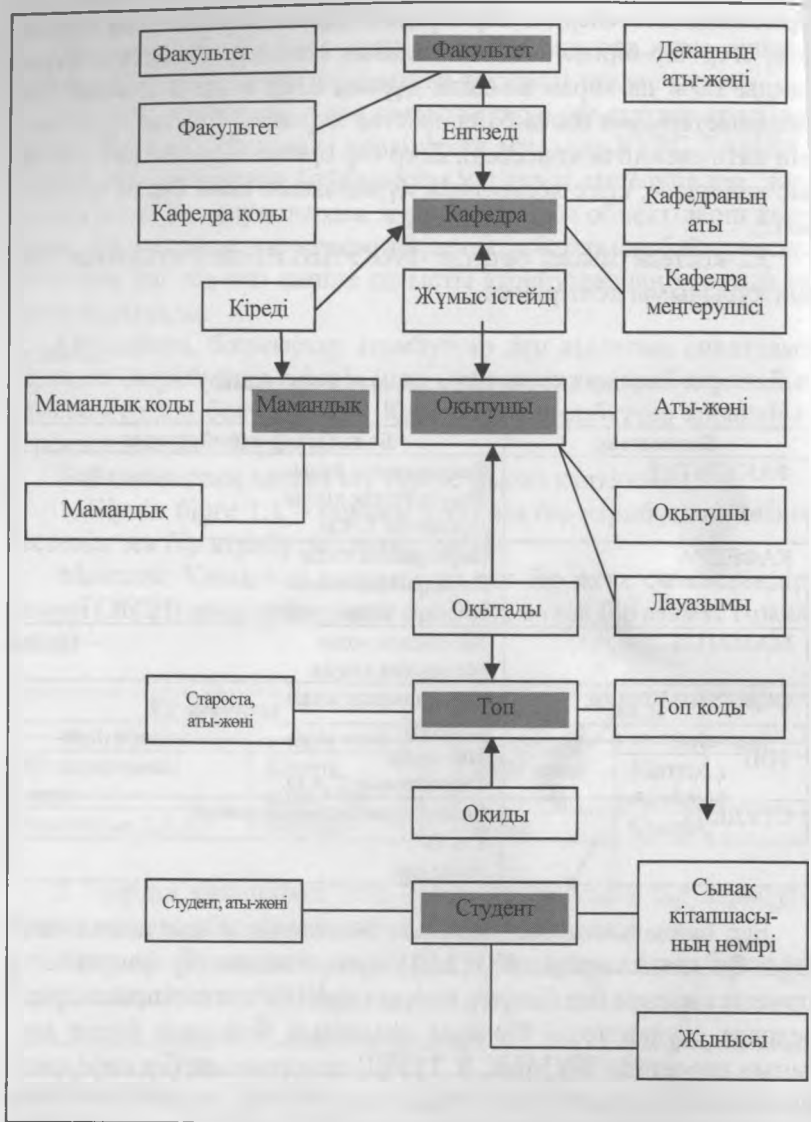 Факультет
Факультет
Деканның
аты-жөні
Факультет
Енгізеді
Кафедра коды
Кафедра
Кафедраның
аты
Кіреді
Жұмыс істейді
Кафедра
меңгерушісі
Мамандық коды
Мамандық
Оқытушы
Аты-жөні
Мамандық
Оқытушы
Оқытады
Лауазымы
Староста,
аты-жөні
Топ
Топ коды
Оқиды
Студент, аты-жөні
Студент
Сынақ
кітапшасы-
ның нөмірі
Жынысы